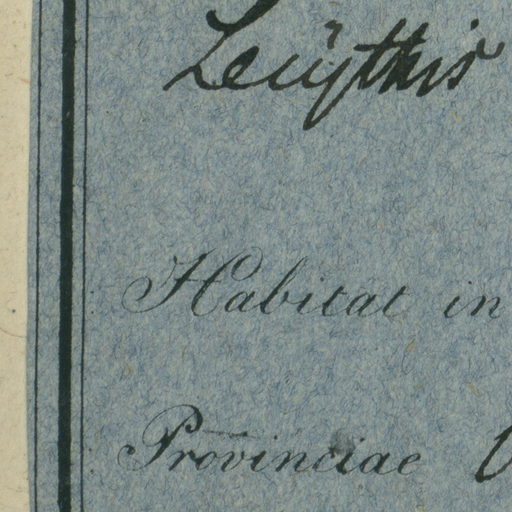 Lecythis
Habitat in
Provinciae